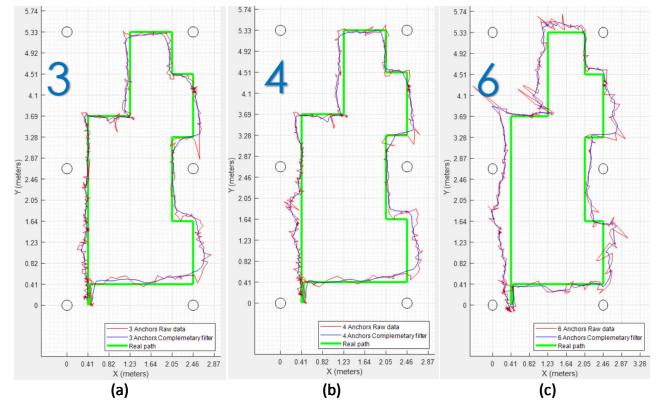 3
5.74
5.33
4.92
4.51
4.1
3.69
3.28
2.87
2.46
2.05
1.64
1.23
0.82
0.41
0
Y (meters)
3 Anchors Raw data
3 Anchors Complemetary filter
Real path
0 0.41 0.82 1.23 1.64 2.05 2.46 2.87
X (meters)
(a)
4
5.74
5.33
4.92
4.51
4.1
3.69
3.28
2.87
2.46
2.05
1.64
1.23
0.82
0.41
0
Y (meters)
4 Anchors Raw data
4 Anchors Complemetary filter
Real path
0 0.41 0.82 1.23 1.64 2.05 2.46 2.87
X (meters)
(b)
6
5.74
5.33
4.92
4.51
4.1
3.69
3.28
2.87
2.46
2.05
1.64
1.23
0.82
0.41
0
Y (meters)
6 Anchors Raw data
6 Anchors Complemetary filter
Real path
0 0.41 0.82 1.23 1.64 2.05 2.46 2.87
X (meters)
(c)